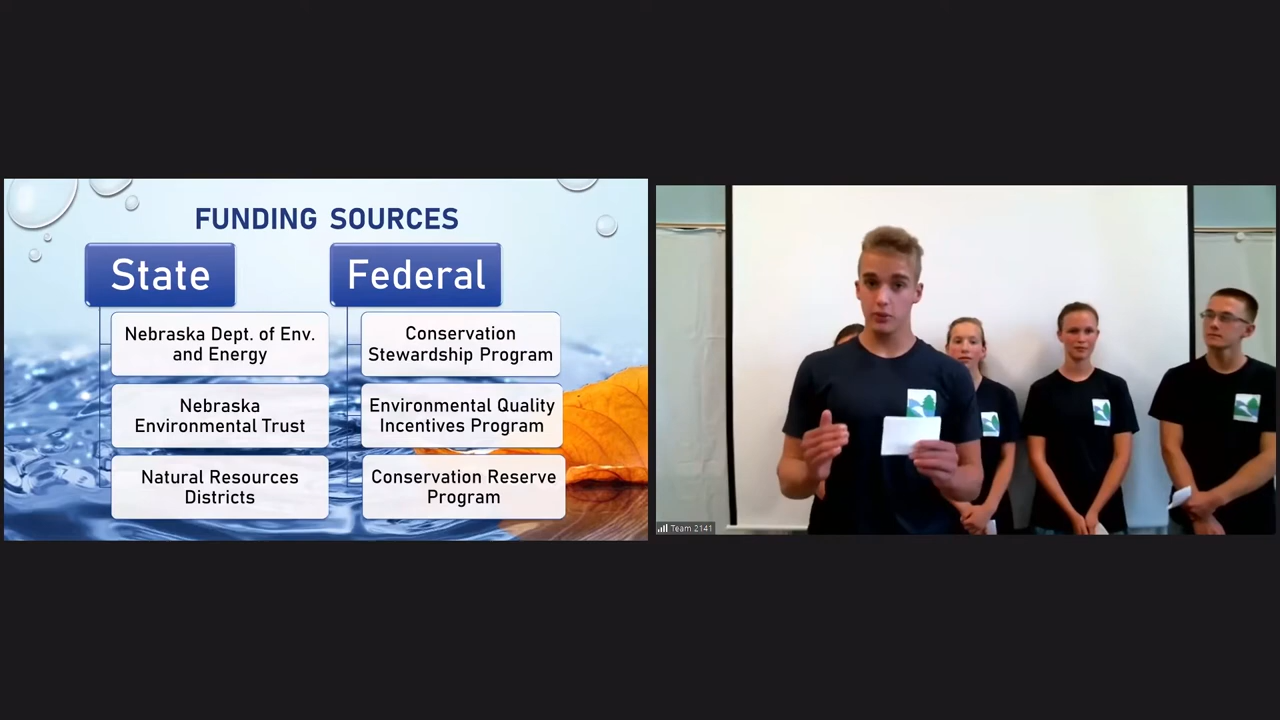 FUNDING SOURCES
State
Federal
Nebraska Dept. of Env.
and Energy
Conservation
Stewardship Program
Nebraska
Environmental Trust
Environmental Quality
Incentives Program
Natural Resources
Districts
Conservation Reserve
Program
Team 2141